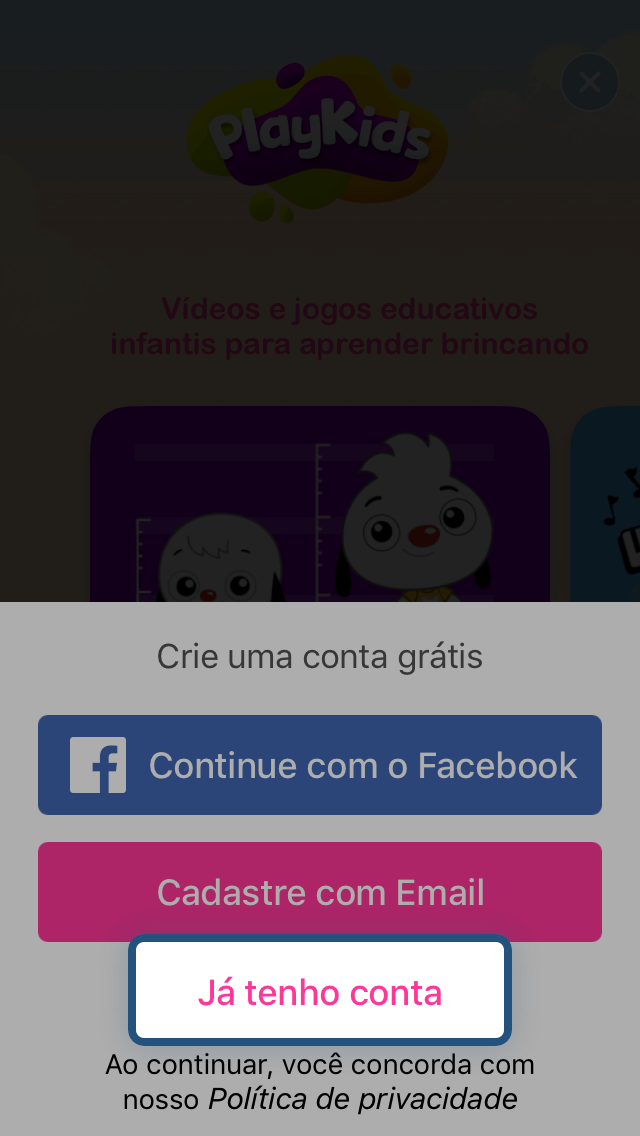 PlayKids
Vídeos e jogos educativos
infantis para aprender brincando
Crie uma conta grátis
Continue com o Facebook
Cadastre com Email
Já tenho conta
Ao continuar, você concorda com
nosso Política de privacidade